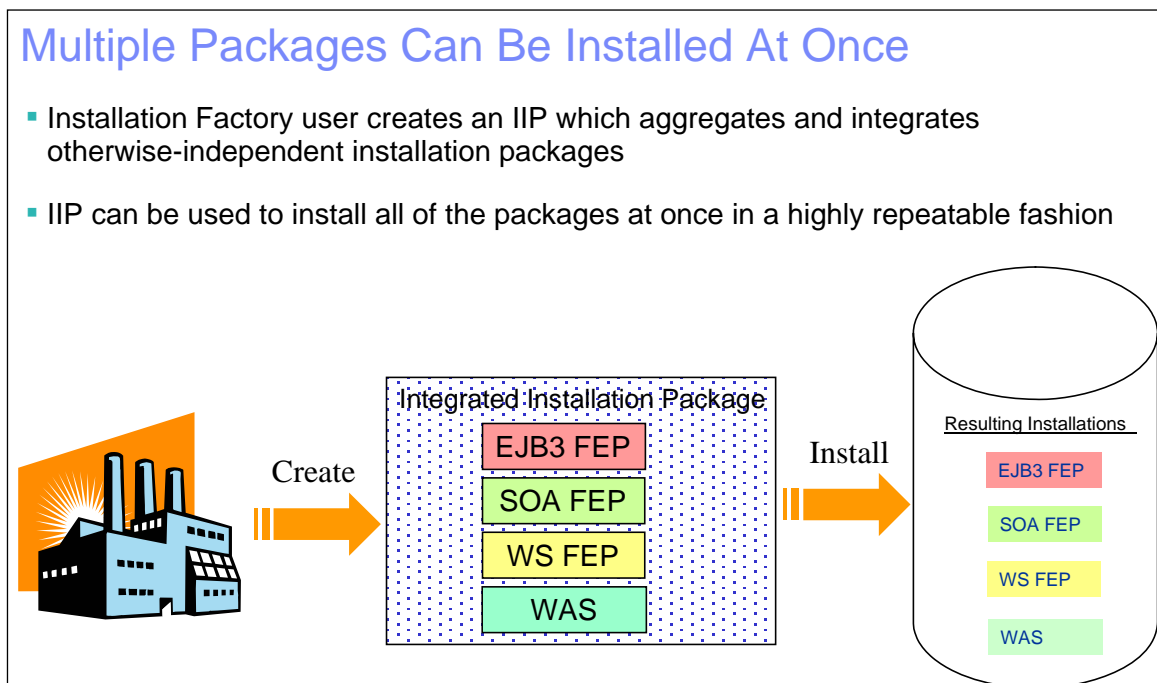 Multiple Packages Can Be Installed At Once
▪ Installation Factory user creates an IIP which aggregates and integrates
otherwise-independent installation packages
▪ IIP can be used to install all of the packages at once in a highly repeatable fashion
Create
Integrated Installation Package
EJB3 FEP
SOA FEP
WS FEP
WAS
Install
Resulting Installations
EJB3 FEP
SOA FEP
WS FEP
WAS